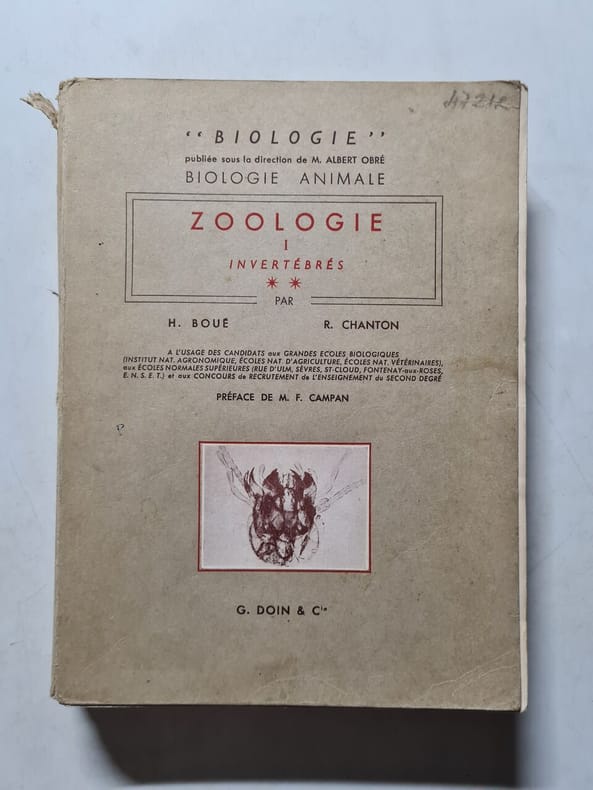 47212
“ BIOLOGIE ”
publiée sous la direction de M. ALBERT OBRÉ
BIOLOGIE ANIMALE
ZOOLOGIE
I
INVERTÉBRÉS
* *
PAR
H. BOUÉ R. CHANTON
A L'USAGE DES CANDIDATS aux GRANDES ECOLES BIOLOGIQUES
(INSTITUT NAT. AGRONOMIQUE, ÉCOLES NAT. D'AGRICULTURE, ÉCOLES NAT. VÉTÉRINAIRES),
aux ÉCOLES NORMALES SUPÉRIEURES (RUE D'ULM, SÈVRES, ST-CLOUD, FONTENAY-aux-ROSES,
E. N. S. E. T.) et aux CONCOURS de RECRUTEMENT de L'ENSEIGNEMENT du SECOND DEGRÉ
PRÉFACE DE M. F. CAMPAN
G. DOIN & Cie